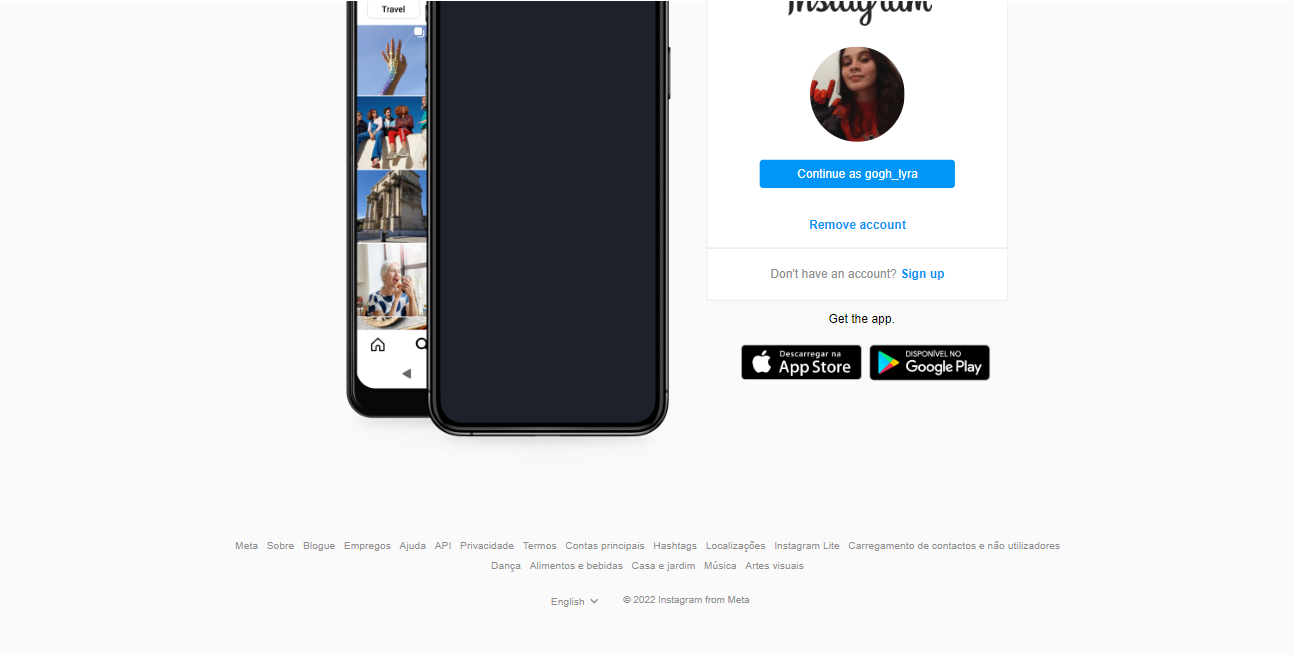 Travel
Instagram
Continue as gogh_lyra
Remove account
Don't have an account? Sign up
Get the app.
Descarregar na
App Store
DISPONÍVEL NO
Google Play
Meta Sobre Blogue Empregos Ajuda API Privacidade Termos Contas principais Hashtags Localizações Instagram Lite Carregamento de contactos e não utilizadores
Dança Alimentos e bebidas Casa e jardim Música Artes visuais
English
© 2022 Instagram from Meta